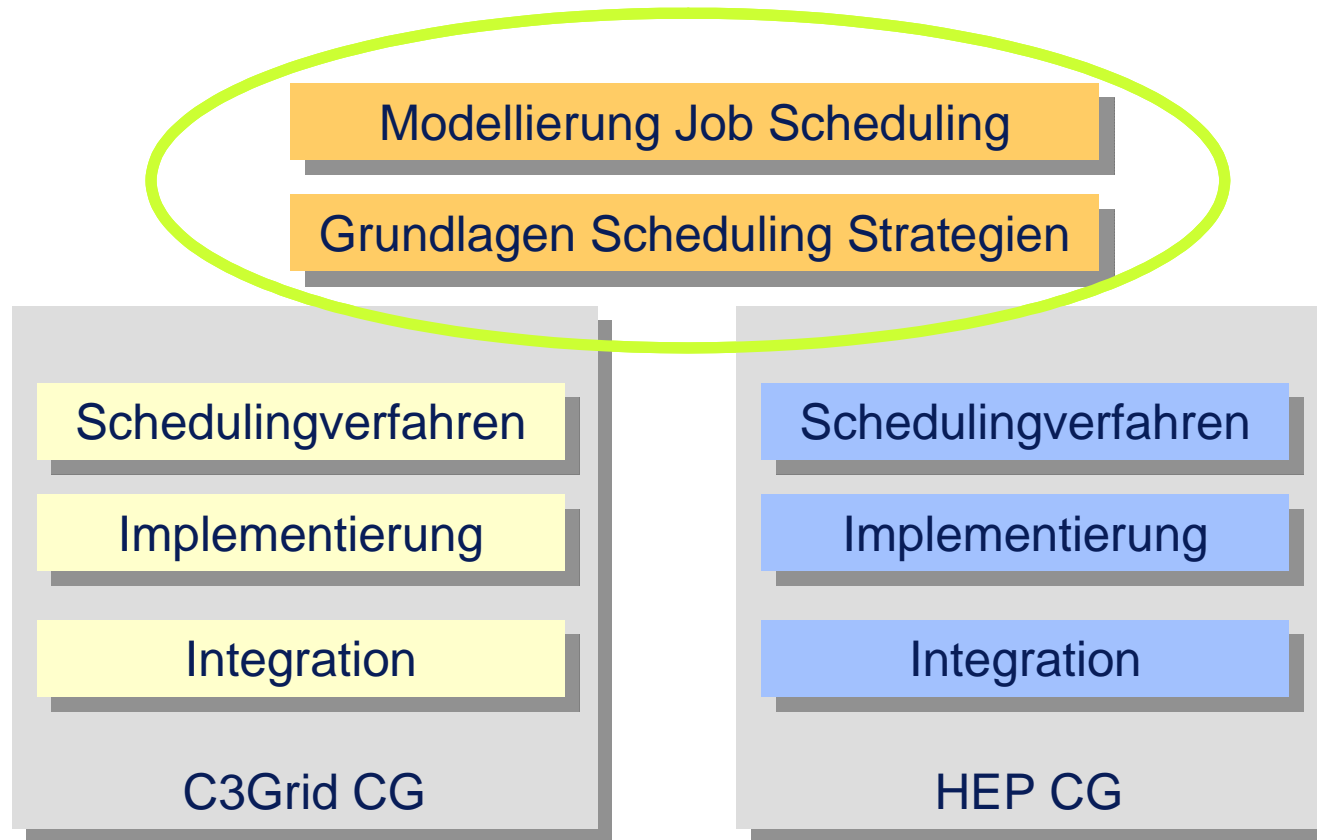 Modellierung Job Scheduling
Grundlagen Scheduling Strategien
Schedulingverfahren
Implementierung
Integration
C3Grid CG
Schedulingverfahren
Implementierung
Integration
HEP CG